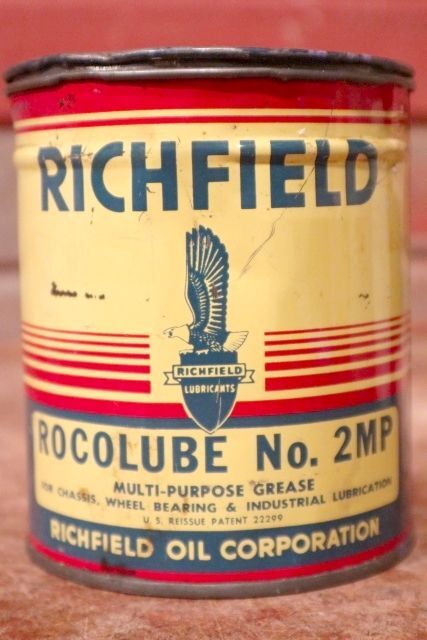 RICHFIELD
RICHFIELD
LUBRICANTS
ROCOLUBE No. 2MP
MULTI-PURPOSE GREASE
FOR CHASSIS, WHEEL BEARING & INDUSTRIAL LUBRICATION
U. S. REISSUE PATENT 22299
RICHFIELD OIL CORPORATION